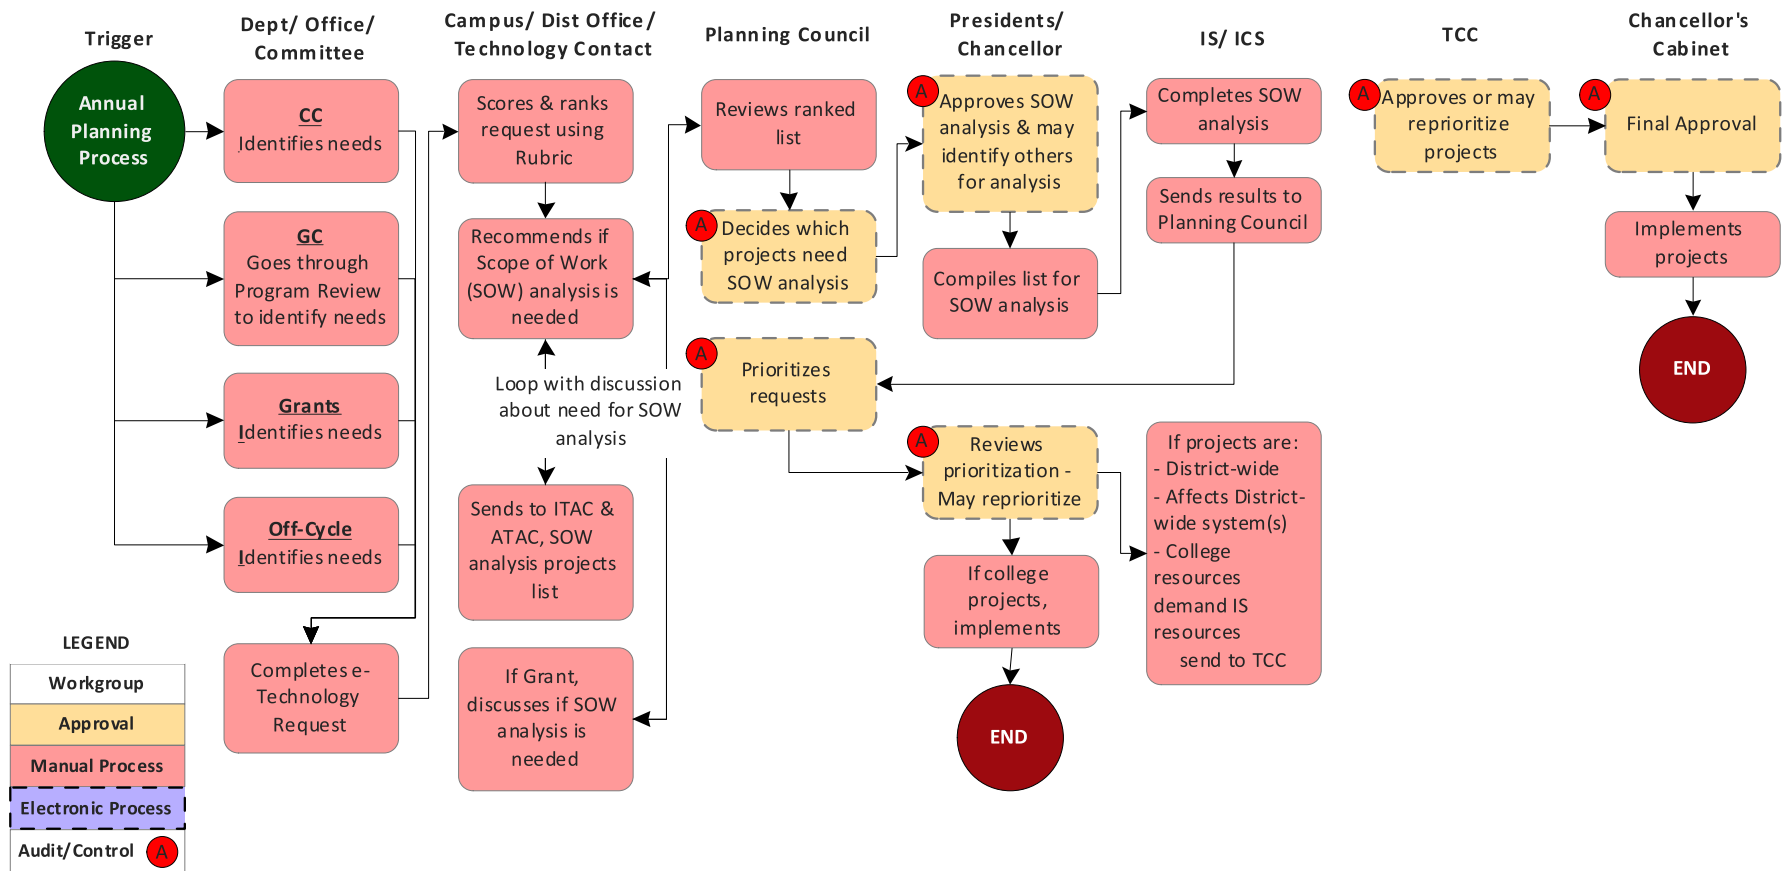 Trigger
Annual
Planning
Process
Dept/ Office/
Committee
CC
Identifies needs
GC
Goes through
Program Review
to identify needs
Grants
Identifies needs
Off-Cycle
Identifies needs
Completes e-
Technology
Request
Campus/ Dist Office/
Technology Contact
Scores & ranks
request using
Rubric
Recommends if
Scope of Work
(SOW) analysis is
needed
Loop with discussion
about need for SOW
analysis
Sends to ITAC &
ATAC, SOW
analysis projects
list
If Grant,
discusses if SOW
analysis is
needed
Planning Council
Reviews ranked
list
A
Decides which
projects need
SOW analysis
A
Prioritizes
requests
Presidents/
Chancellor
A
Approves SOW
analysis & may
identify others
for analysis
Compiles list for
SOW analysis
A
Reviews
prioritization -
May reprioritize
If college
projects,
implements
END
IS/ ICS
Completes SOW
analysis
Sends results to
Planning Council
If projects are:
- District-wide
- Affects District-
wide system(s)
- College
resources
demand IS
resources
send to TCC
TCC
A
Approves or may
reprioritize
projects
Chancellor's
Cabinet
A
Final Approval
Implements
projects
END
LEGEND
Workgroup
Approval
Manual Process
Electronic Process
Audit/Control A